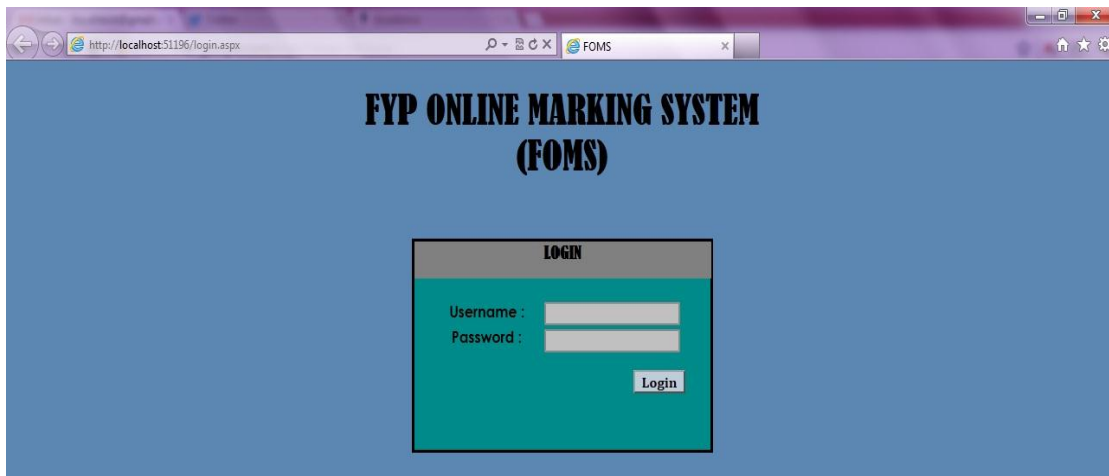 http://localhost:51196/login.aspx
FOMS
FYP ONLINE MARKING SYSTEM
(FOMS)
LOGIN
Username :
Password :
Login